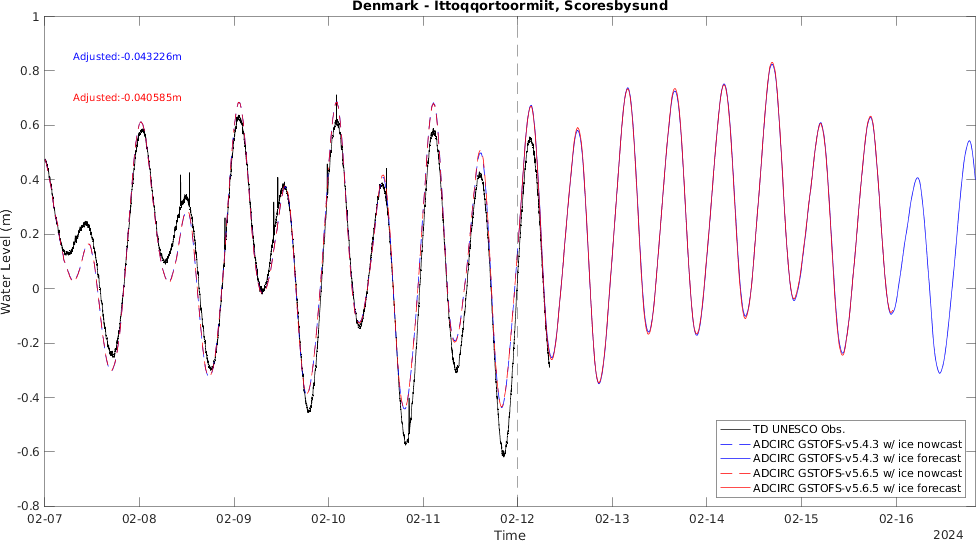 Denmark - Ittoqqortoormiit, Scoresbysund
Adjusted:-0.043226m
Adjusted:-0.040585m
1
0.8
0.6
0.4
0.2
0
-0.2
-0.4
-0.6
-0.8
Water Level (m)
TD UNESCO Obs.
ADCIRC GSTOFS-v5.4.3 w/ ice nowcast
ADCIRC GSTOFS-v5.4.3 w/ ice forecast
ADCIRC GSTOFS-v5.6.5 w/ ice nowcast
ADCIRC GSTOFS-v5.6.5 w/ ice forecast
02-07 02-08 02-09 02-10 02-11 02-12 02-13 02-14 02-15 02-16
Time
2024